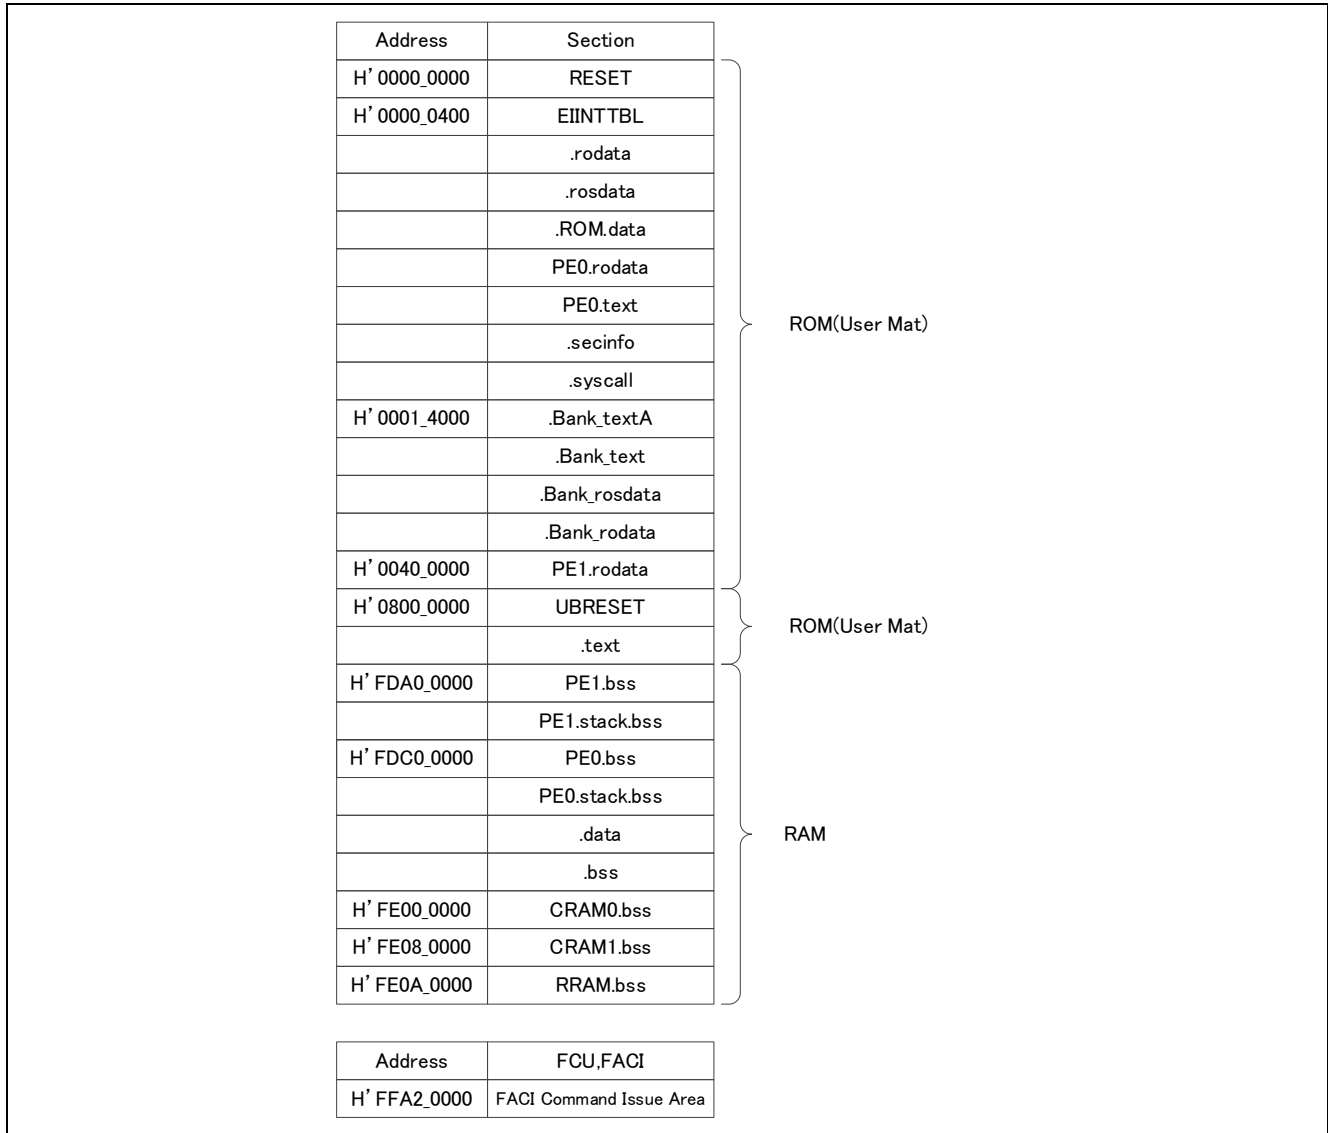 Address Section
H'0000_0000 RESET
H'0000_0400 EIINTTBL
.rodata
.rosdata
.ROM.data
PE0.rodata
PE0.text
ROM(User Mat)
.secinfo
.syscall
H'0001_4000 .Bank_textA
.Bank_text
.Bank_rosdata
.Bank_rodata
H'0040_0000 PE1.rodata
H'0800_0000 UBRESET
ROM(User Mat)
.text
H'FDA0_0000 PE1.bss
PE1.stack.bss
H'FDC0_0000 PE0.bss
PE0.stack.bss
.data RAM
.bss
H'FE00_0000 CRAM0.bss
H'FE08_0000 CRAM1.bss
H'FE0A_0000 RRAM.bss
Address FCU,FACI
H'FFA2_0000 FACI Command Issue Area